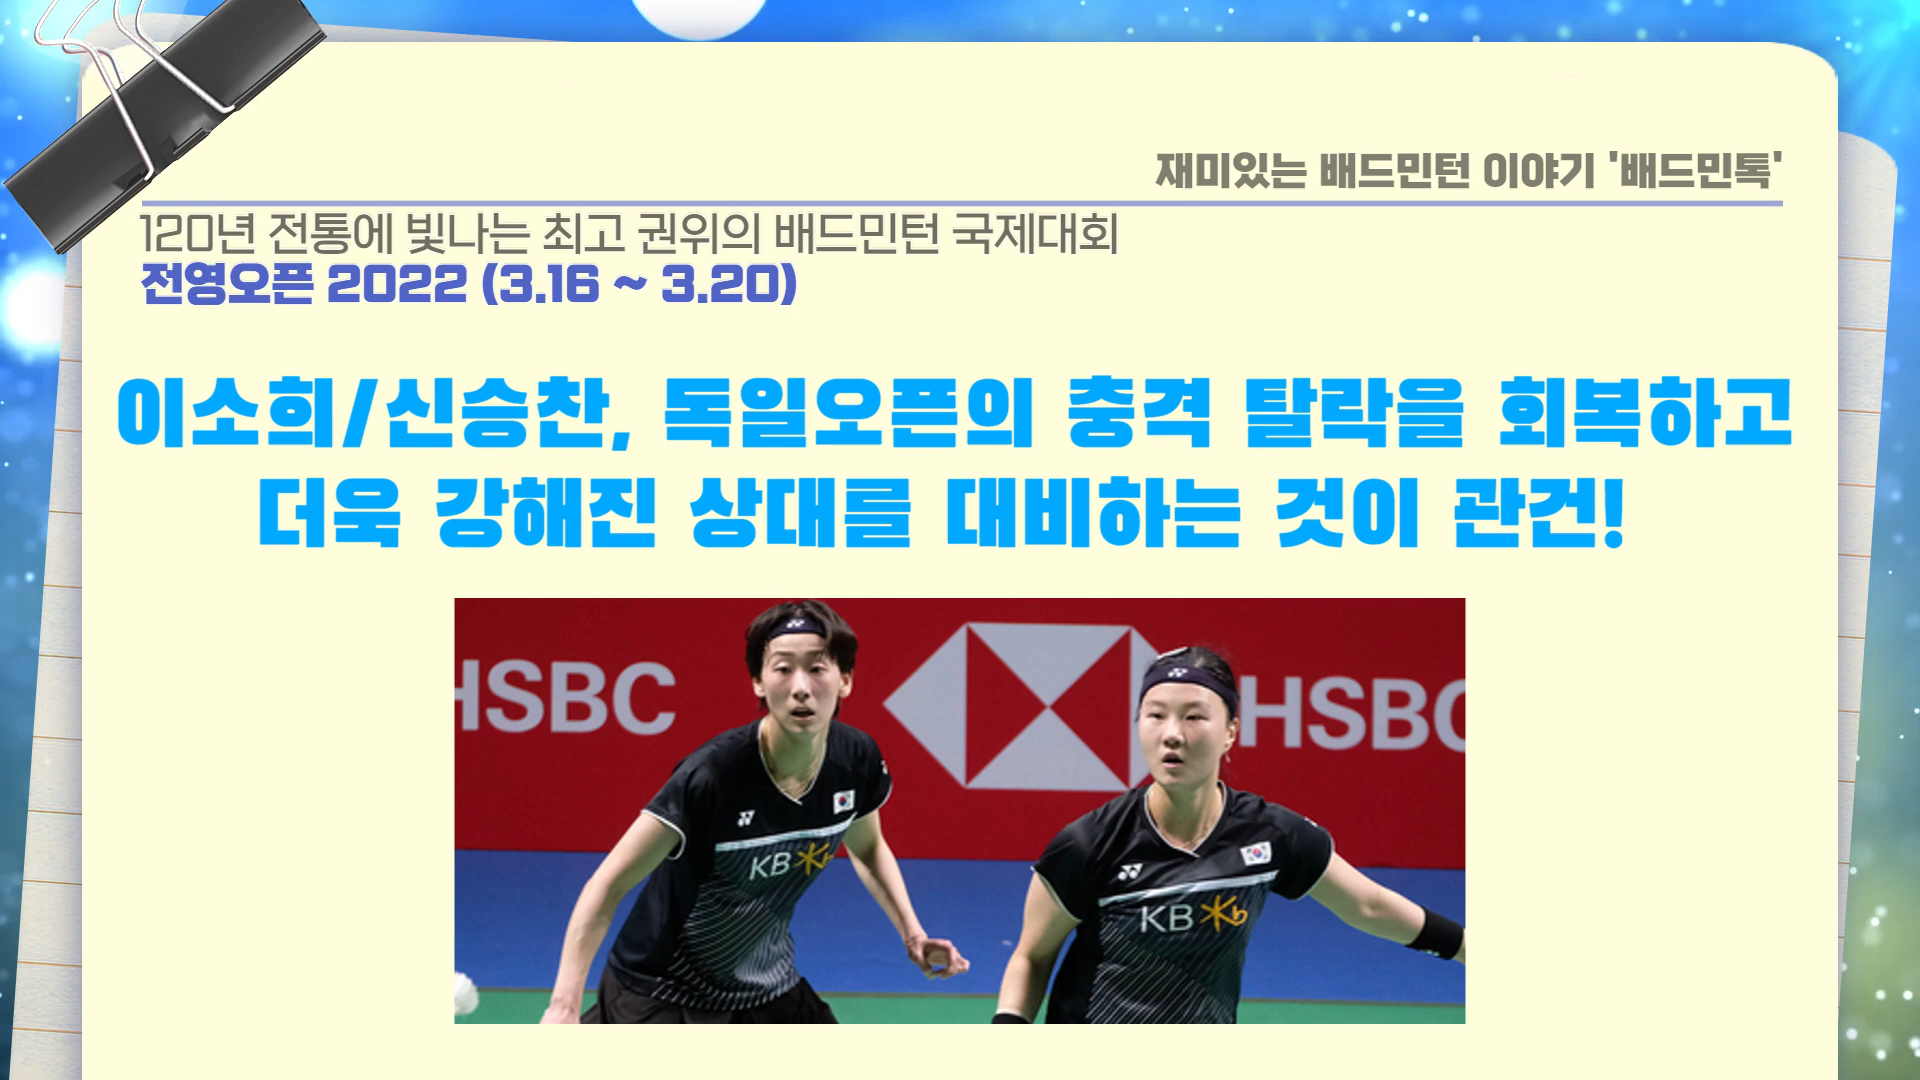 재미있는 배드민턴 이야기 '배드민톡'
120년 전통에 빛나는 최고 권위의 배드민턴 국제대회
전영오픈 2022 (3.16 ~ 3.20)
이소희/신승찬, 독일오픈의 충격 탈락을 회복하고
더욱 강해진 상대를 대비하는 것이 관건!
HSBC
HSBC
KB
KB